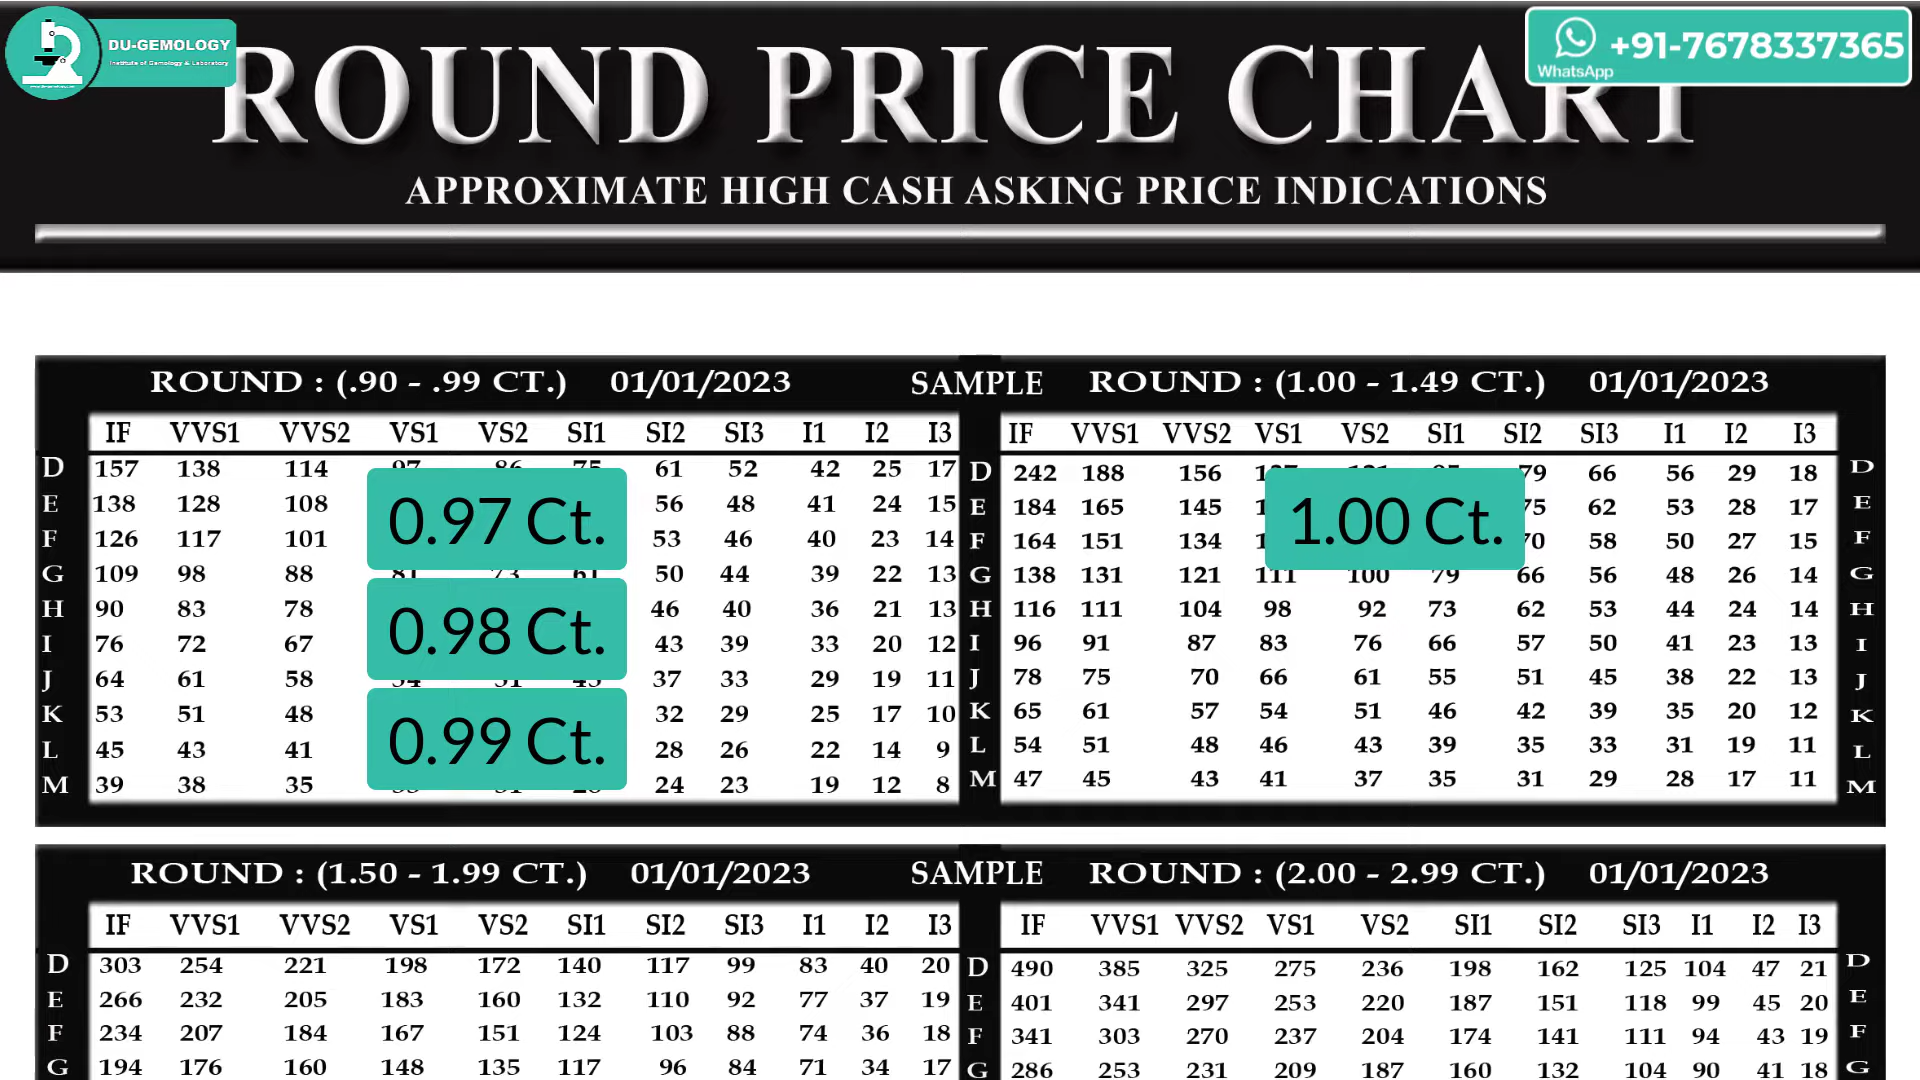 DU-GEMOLOGY
Institute of Gemology & Laboratory
WhatsApp +91-7678337365
ROUND PRICE CHART
APPROXIMATE HIGH CASH ASKING PRICE INDICATIONS
ROUND : (.90 - .99 CT.) 01/01/2023 SAMPLE ROUND : (1.00 - 1.49 CT.) 01/01/2023
IF VVS1 VVS2 VS1 VS2 SI1 SI2 SI3 I1 I2 I3 IF VVS1 VVS2 VS1 VS2 SI1 SI2 SI3 I1 I2 I3
D 157 138 114 61 52 42 25 17 D 242 188 156 79 66 56 29 18 D
E 138 128 108 56 48 41 24 15 E 184 165 145 75 62 53 28 17 E
0.97 Ct. 1.00 Ct.
F 126 117 101 53 46 40 23 14 F 164 151 134 70 58 50 27 15 F
G 109 98 88 81 73 61 50 44 39 22 13 G 138 131 121 111 100 79 66 56 48 26 14 G
H 90 83 78 46 40 36 21 13 H 116 111 104 98 92 73 62 53 44 24 14 H
0.98 Ct.
I 76 72 67 43 39 33 20 12 I 96 91 87 83 76 66 57 50 41 23 13 I
J 64 61 58 37 33 29 19 11 J 78 75 70 66 61 55 51 45 38 22 13 J
K 53 51 48 32 29 25 17 10 K 65 61 57 54 51 46 42 39 35 20 12 K
0.99 Ct.
L 45 43 41 28 26 22 14 9 L 54 51 48 46 43 39 35 33 31 19 11 L
M 39 38 35 24 23 19 12 8 M 47 45 43 41 37 35 31 29 28 17 11 M
ROUND : (1.50 - 1.99 CT.) 01/01/2023 SAMPLE ROUND : (2.00 - 2.99 CT.) 01/01/2023
IF VVS1 VVS2 VS1 VS2 SI1 SI2 SI3 I1 I2 I3 IF VVS1 VVS2 VS1 VS2 SI1 SI2 SI3 I1 I2 I3
D 303 254 221 198 172 140 117 99 83 40 20 D 490 385 325 275 236 198 162 125 104 47 21 D
E 266 232 205 183 160 132 110 92 77 37 19 E 401 341 297 253 220 187 151 118 99 45 20 E
F 234 207 184 167 151 124 103 88 74 36 18 F 341 303 270 237 204 174 141 111 94 43 19 F
G 194 176 160 148 135 117 96 84 71 34 17 G 286 253 231 209 187 160 132 104 90 41 18 G